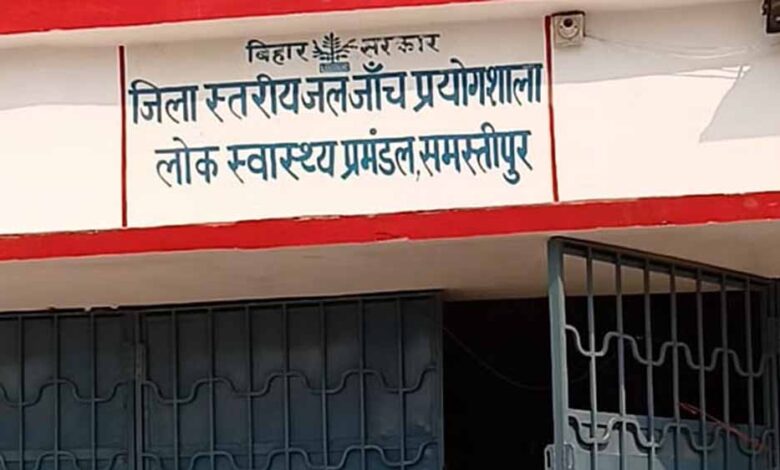 बिहार सरकार
जिला स्तरीय जल जाँच प्रयोगशाला
लोक स्वास्थ्य प्रमंडल, समस्तीपुर